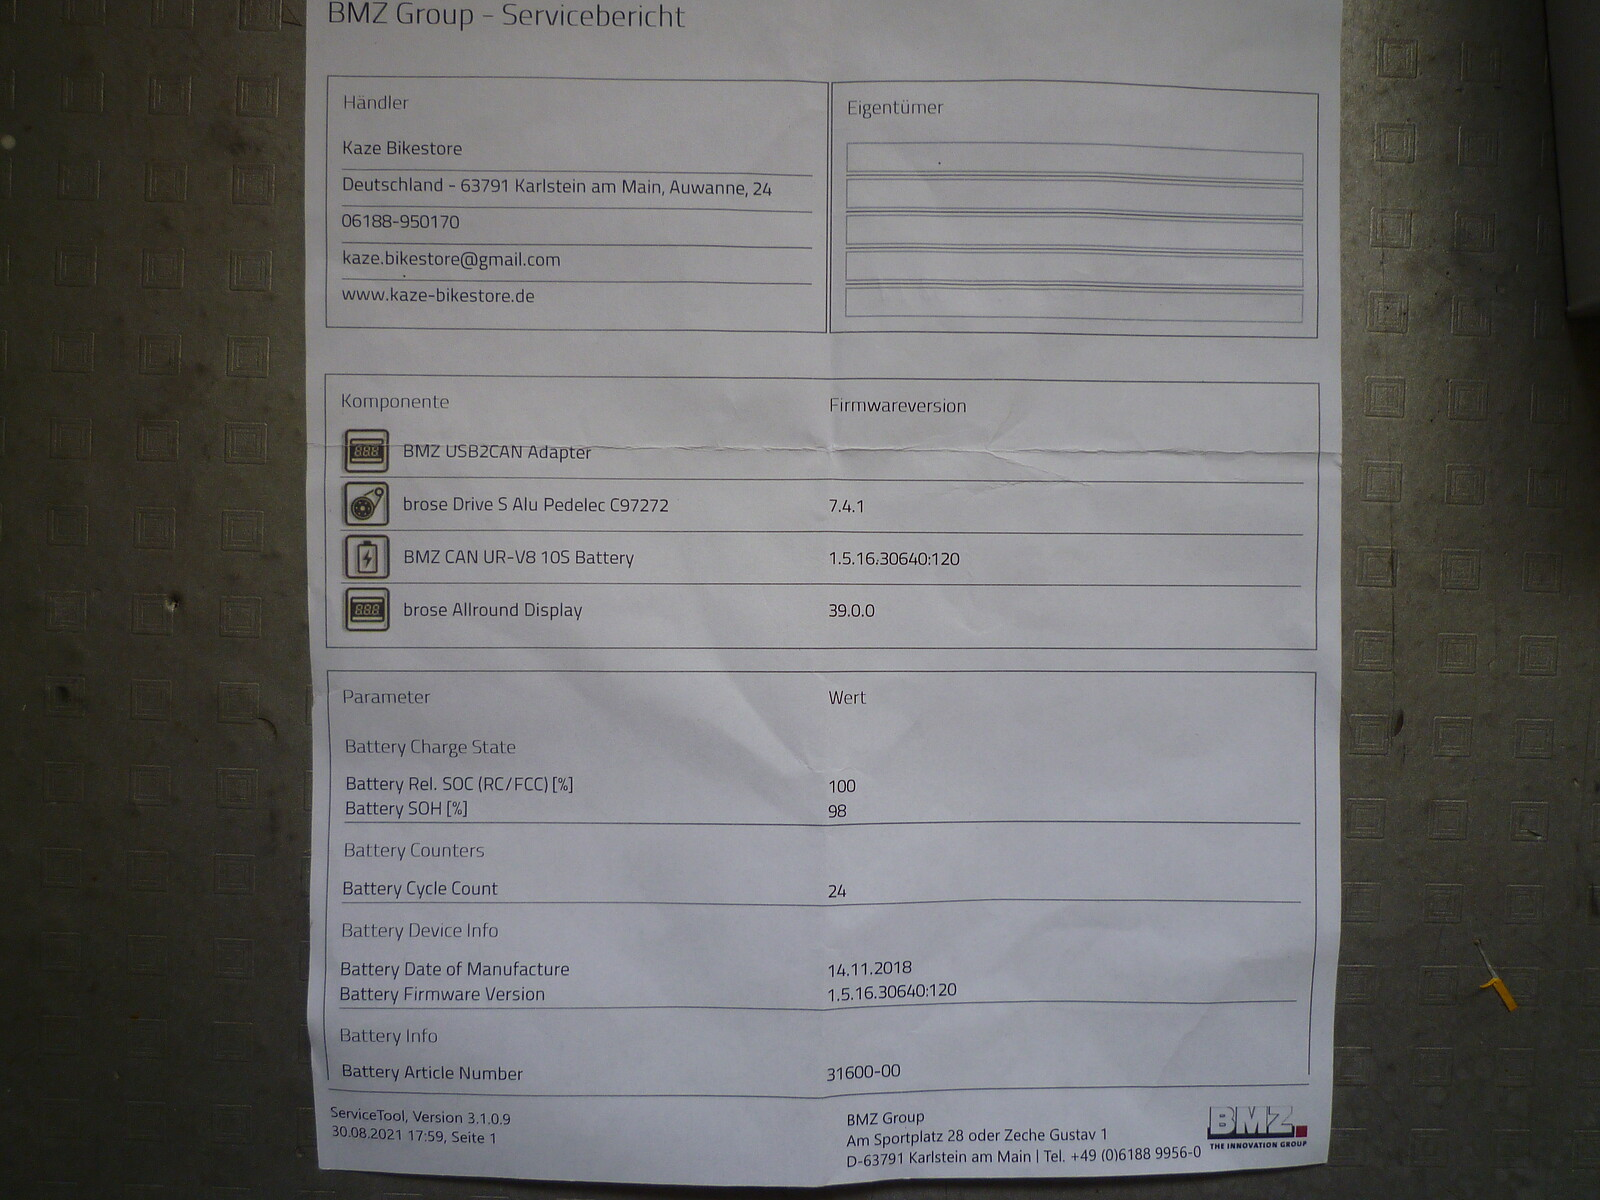 BMZ Group - Servicebericht
Händler
Kaze Bikestore
Deutschland - 63791 Karlstein am Main, Auwanne, 24
06188-950170
kaze.bikestore@gmail.com
www.kaze-bikestore.de
Eigentümer
Komponente Firmwareversion
888 BMZ USB2CAN Adapter
brose Drive S Alu Pedelec C97272 7.4.1
BMZ CAN UR-V8 10S Battery 1.5.16.30640:120
888 brose Allround Display 39.0.0
Parameter Wert
Battery Charge State
Battery Rel. SOC (RC/FCC) [%] 100
Battery SOH [%] 98
Battery Counters
Battery Cycle Count 24
Battery Device Info
Battery Date of Manufacture 14.11.2018
Battery Firmware Version 1.5.16.30640:120
Battery Info
Battery Article Number 31600-00
ServiceTool, Version 3.1.0.9
30.08.2021 17:59, Seite 1
BMZ Group
Am Sportplatz 28 oder Zeche Gustav 1
D-63791 Karlstein am Main | Tel. +49 (0)6188 9956-0
BMZ
THE INNOVATION GROUP